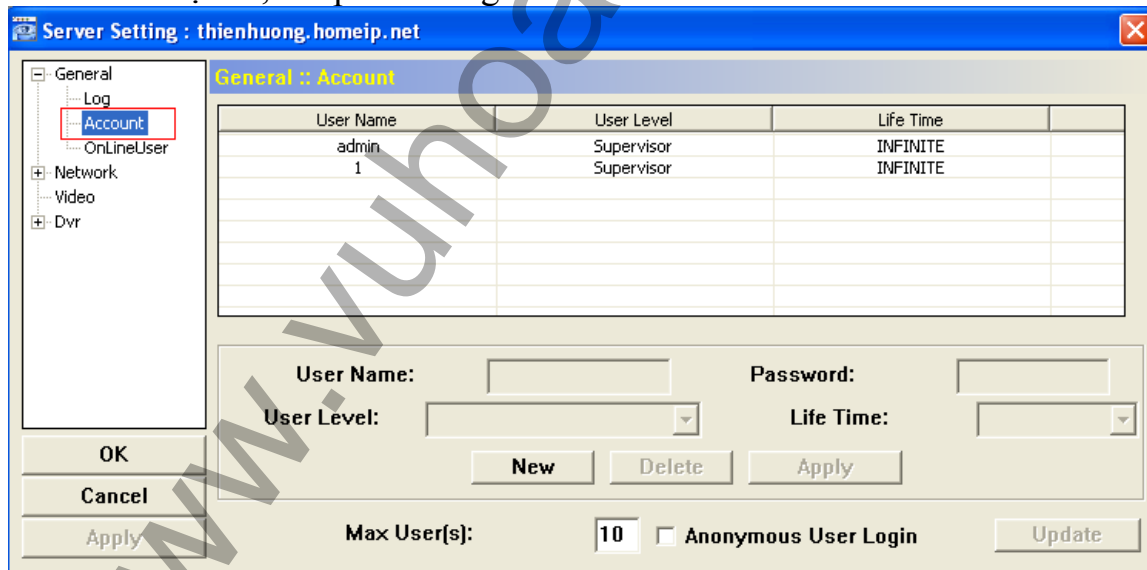 Server Setting : thienhuong.homeip.net
General
Log
Account
OnLineUser
Network
Video
Dvr
General :: Account
User Name User Level Life Time
admin Supervisor INFINITE
1 Supervisor INFINITE
User Name: Password:
User Level: Life Time:
New Delete Apply
OK
Cancel
Apply
Max User(s): 10 Anonymous User Login Update
www.vuhoa